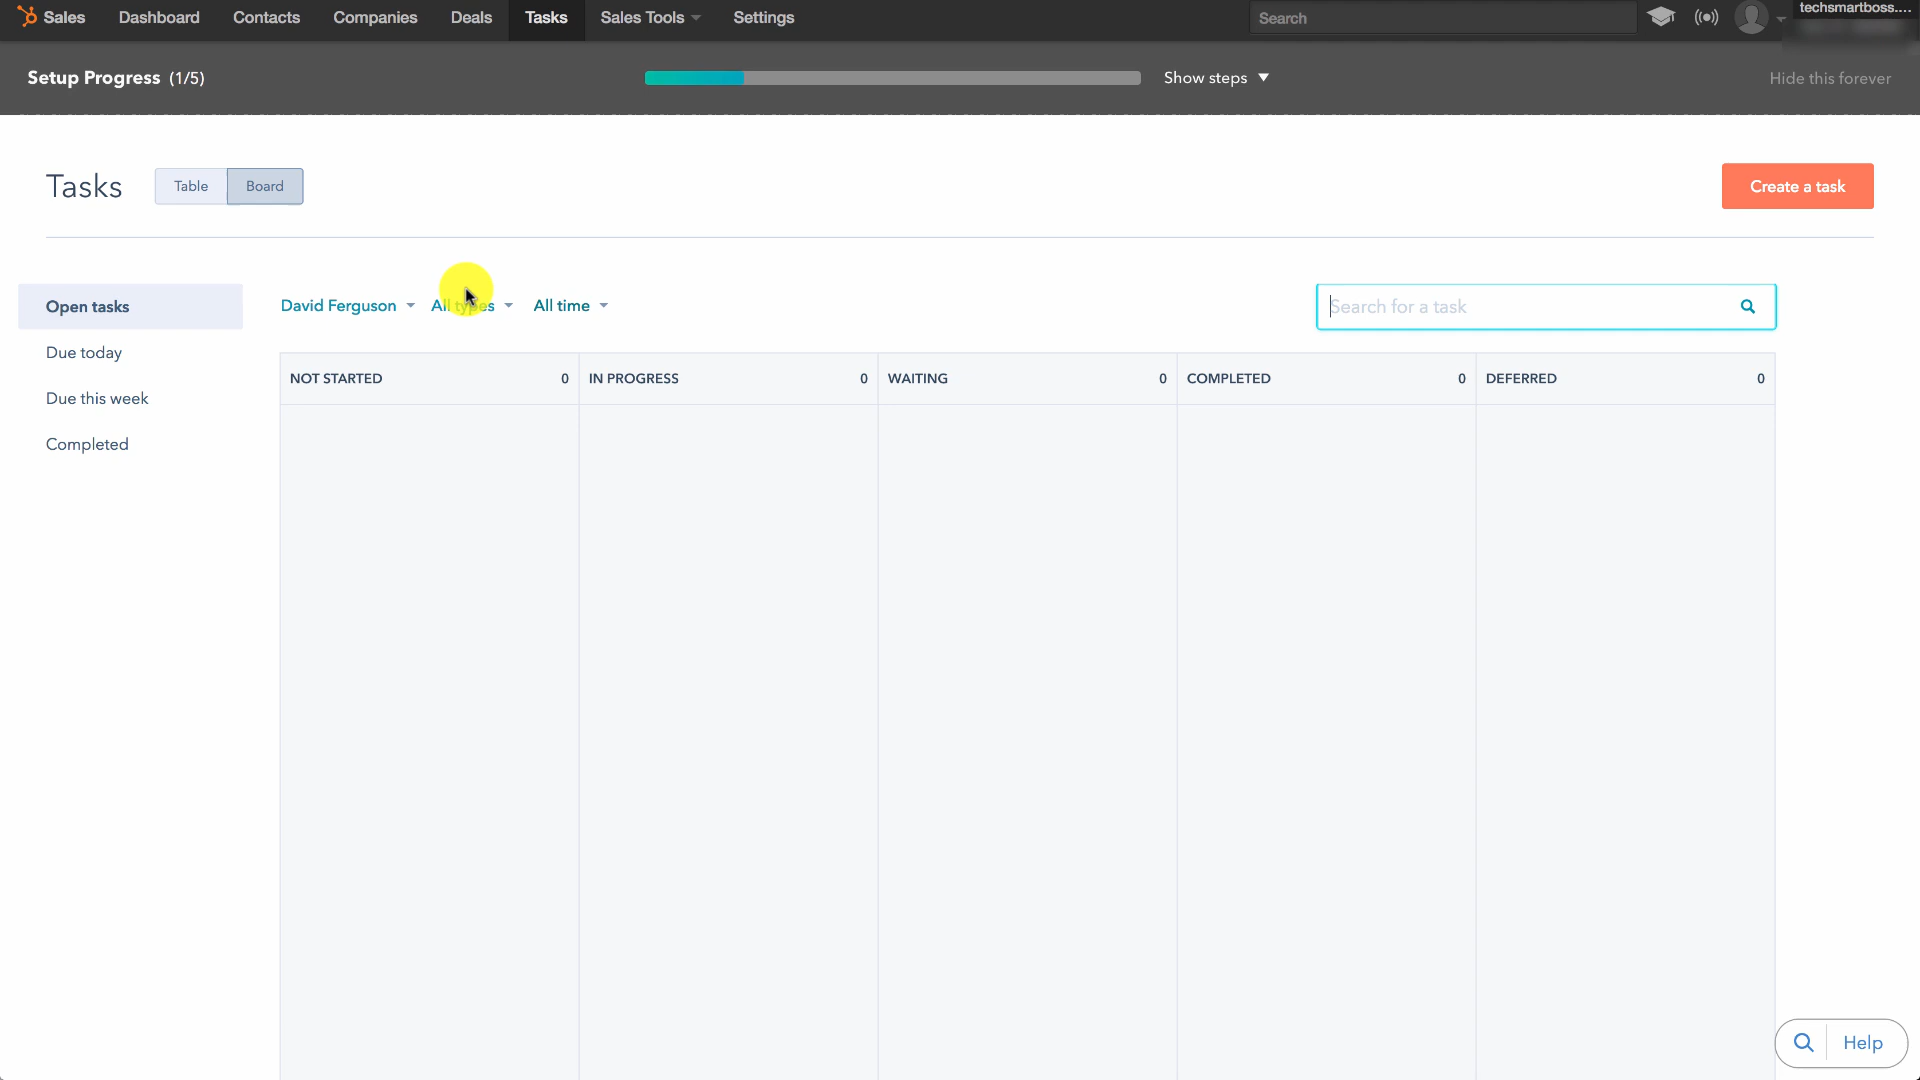 Sales Dashboard Contacts Companies Deals Tasks Sales Tools Settings Search techsmartboss....
Setup Progress (1/5) Show steps Hide this forever
Tasks Table Board Create a task
Open tasks David Ferguson All types All time Search for a task
Due today
NOT STARTED 0 IN PROGRESS 0 WAITING 0 COMPLETED 0 DEFERRED 0
Due this week
Completed
Help